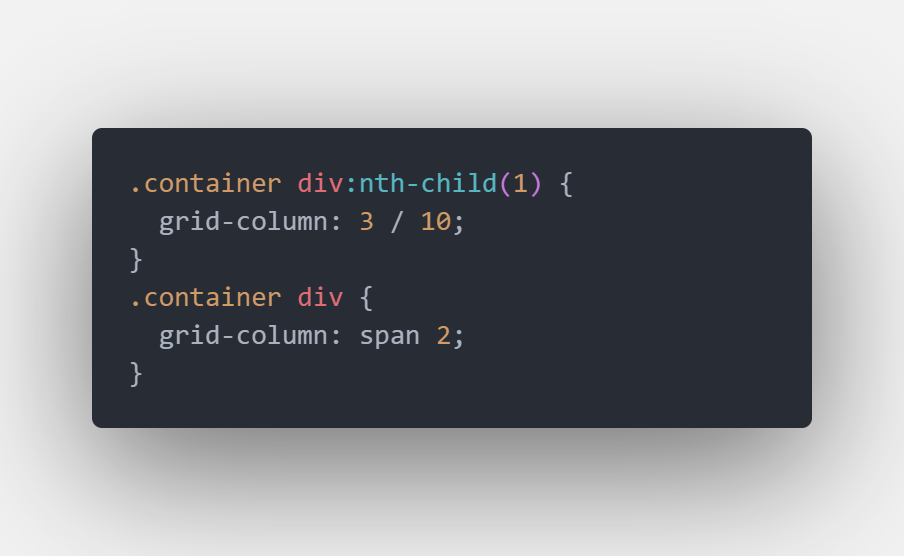 .container div:nth-child(1) {
  grid-column: 3 / 10;
}
.container div {
  grid-column: span 2;
}